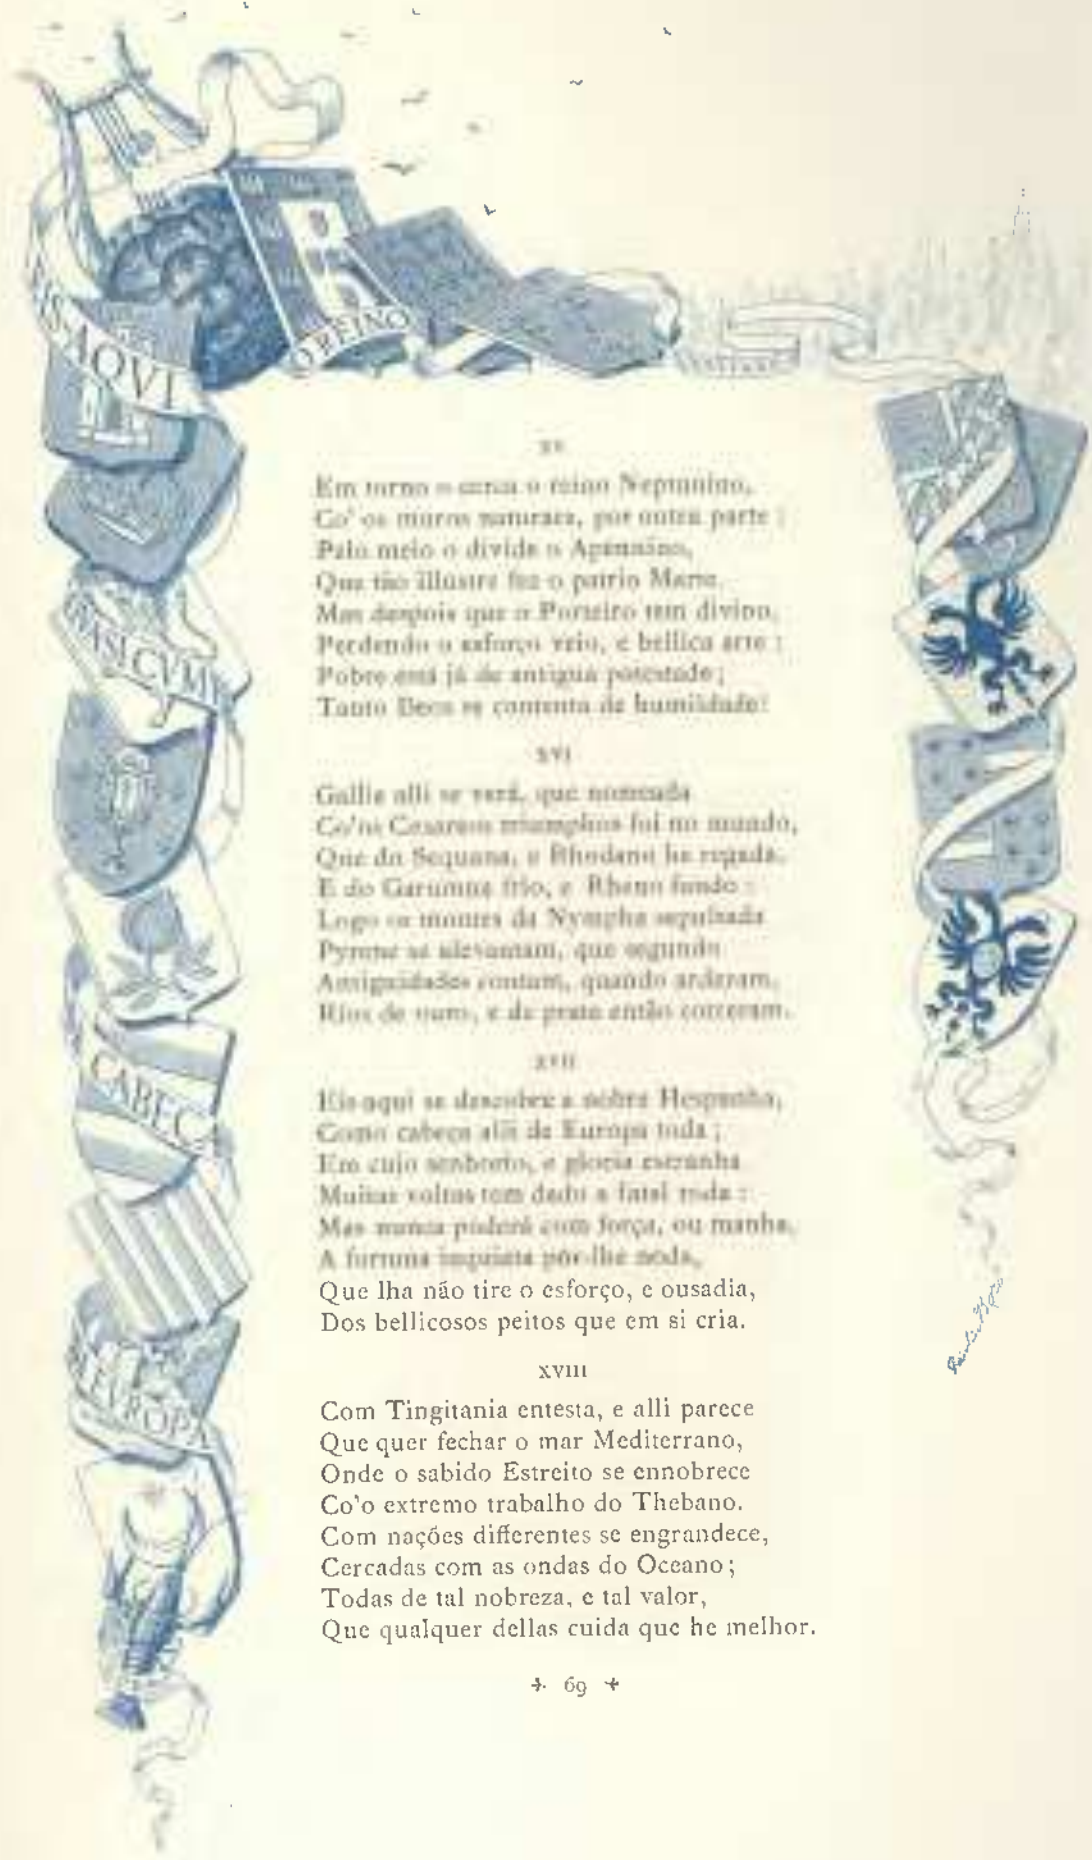 EIS-AQVI
O REINO
QVASI CVME
CABEÇA
EVROPA
XV
Em torno o cerca o reino Neptunino,
Co' os muros naturaes, por outra parte:
Pelo meio o divide o Apennino,
Que tão illustre fez o patrio Marte.
Mas despois que o Porteiro tem divino,
Perdendo o esforço veio, e bellica arte:
Pobre está já de antigua potestade;
Tanto Deos se contenta de humildade!
XVI
Gallia alli se verá, que nomeada
Co'os Cesareos triumphos foi no mundo,
Que do Sequana, e Rhodano he regada,
E do Garumna frio, e Rheno fundo:
Logo os montes da Nympha sepultada
Pyrene se alevantam, que segundo
Antiguidades contam, quando arderam,
Rios de ouro, e de prata então correram.
XVII
Eis-aqui se descobre a nobre Hespanha,
Como cabeça alli de Europa toda;
Em cujo senhorio, e gloria estranha
Muitas voltas tem dado a fatal roda:
Mas nunca poderá com força, ou manha,
A fortuna inquieta pôr-lhe noda,
Que lha não tire o esforço, e ousadia,
Dos bellicosos peitos que em si cria.
XVIII
Com Tingitania entesta, e alli parece
Que quer fechar o mar Mediterrano,
Onde o sabido Estreito se ennobrece
Co'o extremo trabalho do Thebano.
Com nações differentes se engrandece,
Cercadas com as ondas do Oceano;
Todas de tal nobreza, e tal valor,
Que qualquer dellas cuida que he melhor.
69